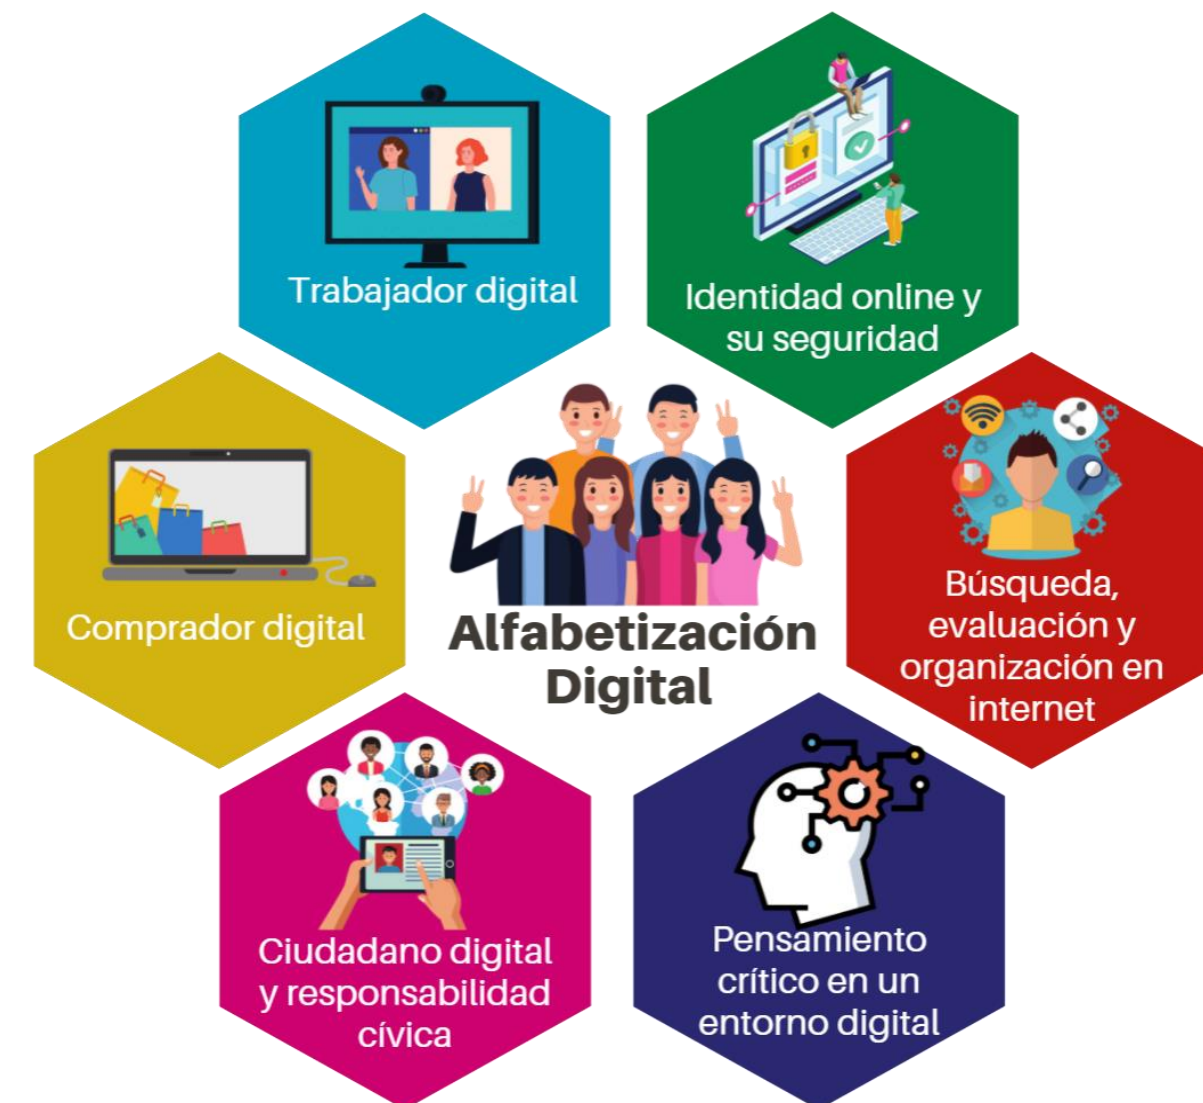 Trabajador digital
Identidad online y
su seguridad
Comprador digital
Alfabetización
Digital
Búsqueda,
evaluación y
organización en
internet
Ciudadano digital
y responsabilidad
cívica
Pensamiento
crítico en un
entorno digital